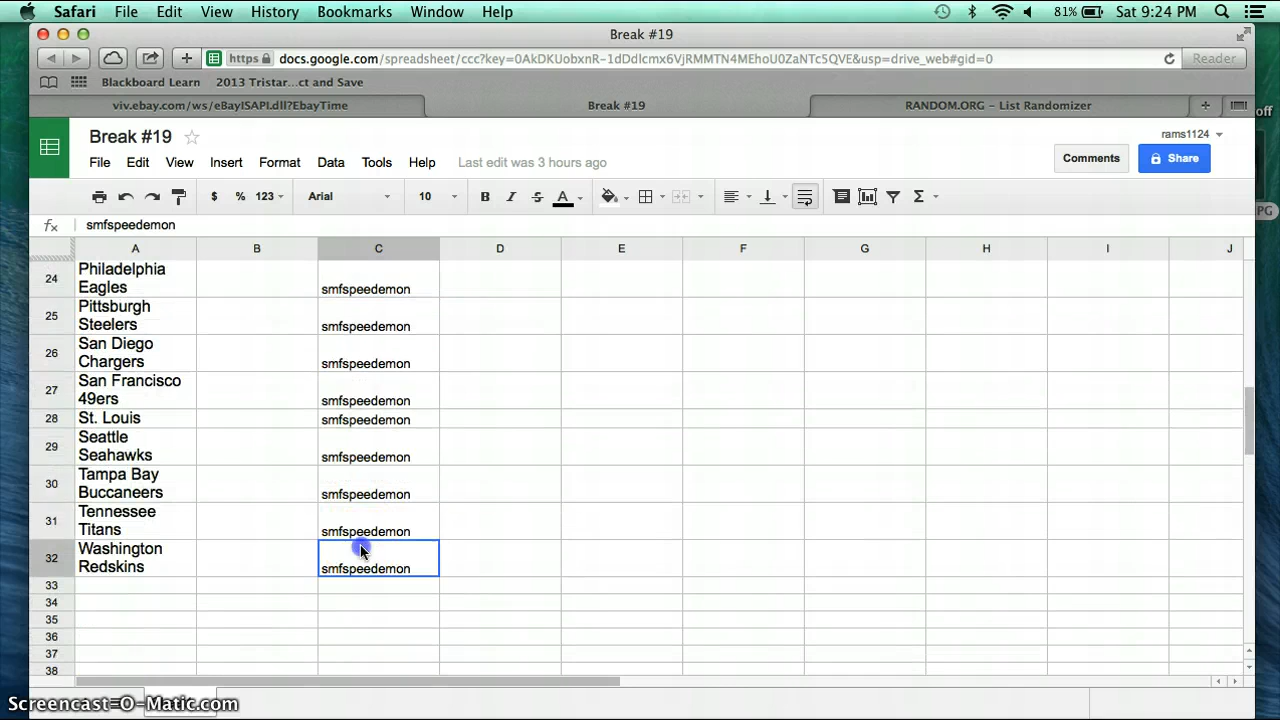 Safari File Edit View History Bookmarks Window Help 81% Sat 9:24 PM
Break #19
https docs.google.com/spreadsheet/ccc?key=0AkDKUobxnR-1dDdlcmx6VjRMMTN4MEhoU0ZaNTc5QVE&usp=drive_web#gid=0 Reader
Blackboard Learn 2013 Tristar...ct and Save
viv.ebay.com/ws/eBayISAPI.dll?EbayTime Break #19 RANDOM.ORG - List Randomizer
off
Break #19 rams1124
File Edit View Insert Format Data Tools Help Last edit was 3 hours ago Comments Share
$ % 123 Arial 10 B I S A Σ
PG
fx smfspeedemon
A B C D E F G H I J
24 Philadelphia
Eagles smfspeedemon
25 Pittsburgh
Steelers smfspeedemon
26 San Diego
Chargers smfspeedemon
27 San Francisco
49ers smfspeedemon
28 St. Louis smfspeedemon
29 Seattle
Seahawks smfspeedemon
30 Tampa Bay
Buccaneers smfspeedemon
31 Tennessee
Titans smfspeedemon
32 Washington
Redskins smfspeedemon
33
34
35
36
37
38
Screencast-O-Matic.com